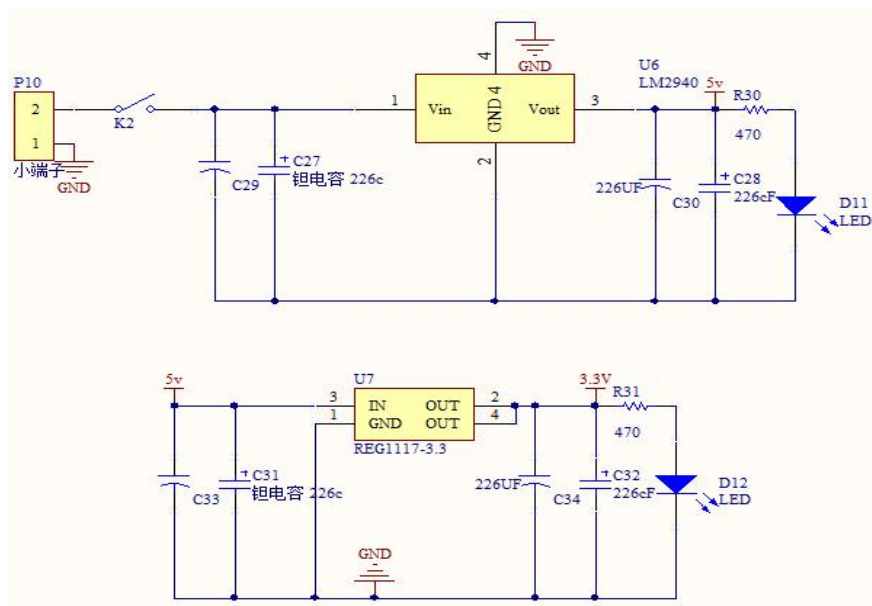 P10
2
1
小端子
GND
K2
C29
C27
钽电容 226c
4
GND
U6
LM2940
1
Vin
GND 4
Vout
3
2
5v
R30
470
226UF
C30
C28
226cF
D11
LED
5v
U7
3
IN
OUT
2
1
GND
OUT
4
REG1117-3.3
3.3V
R31
470
C33
C31
钽电容 226c
226UF
C34
C32
226cF
D12
LED
GND